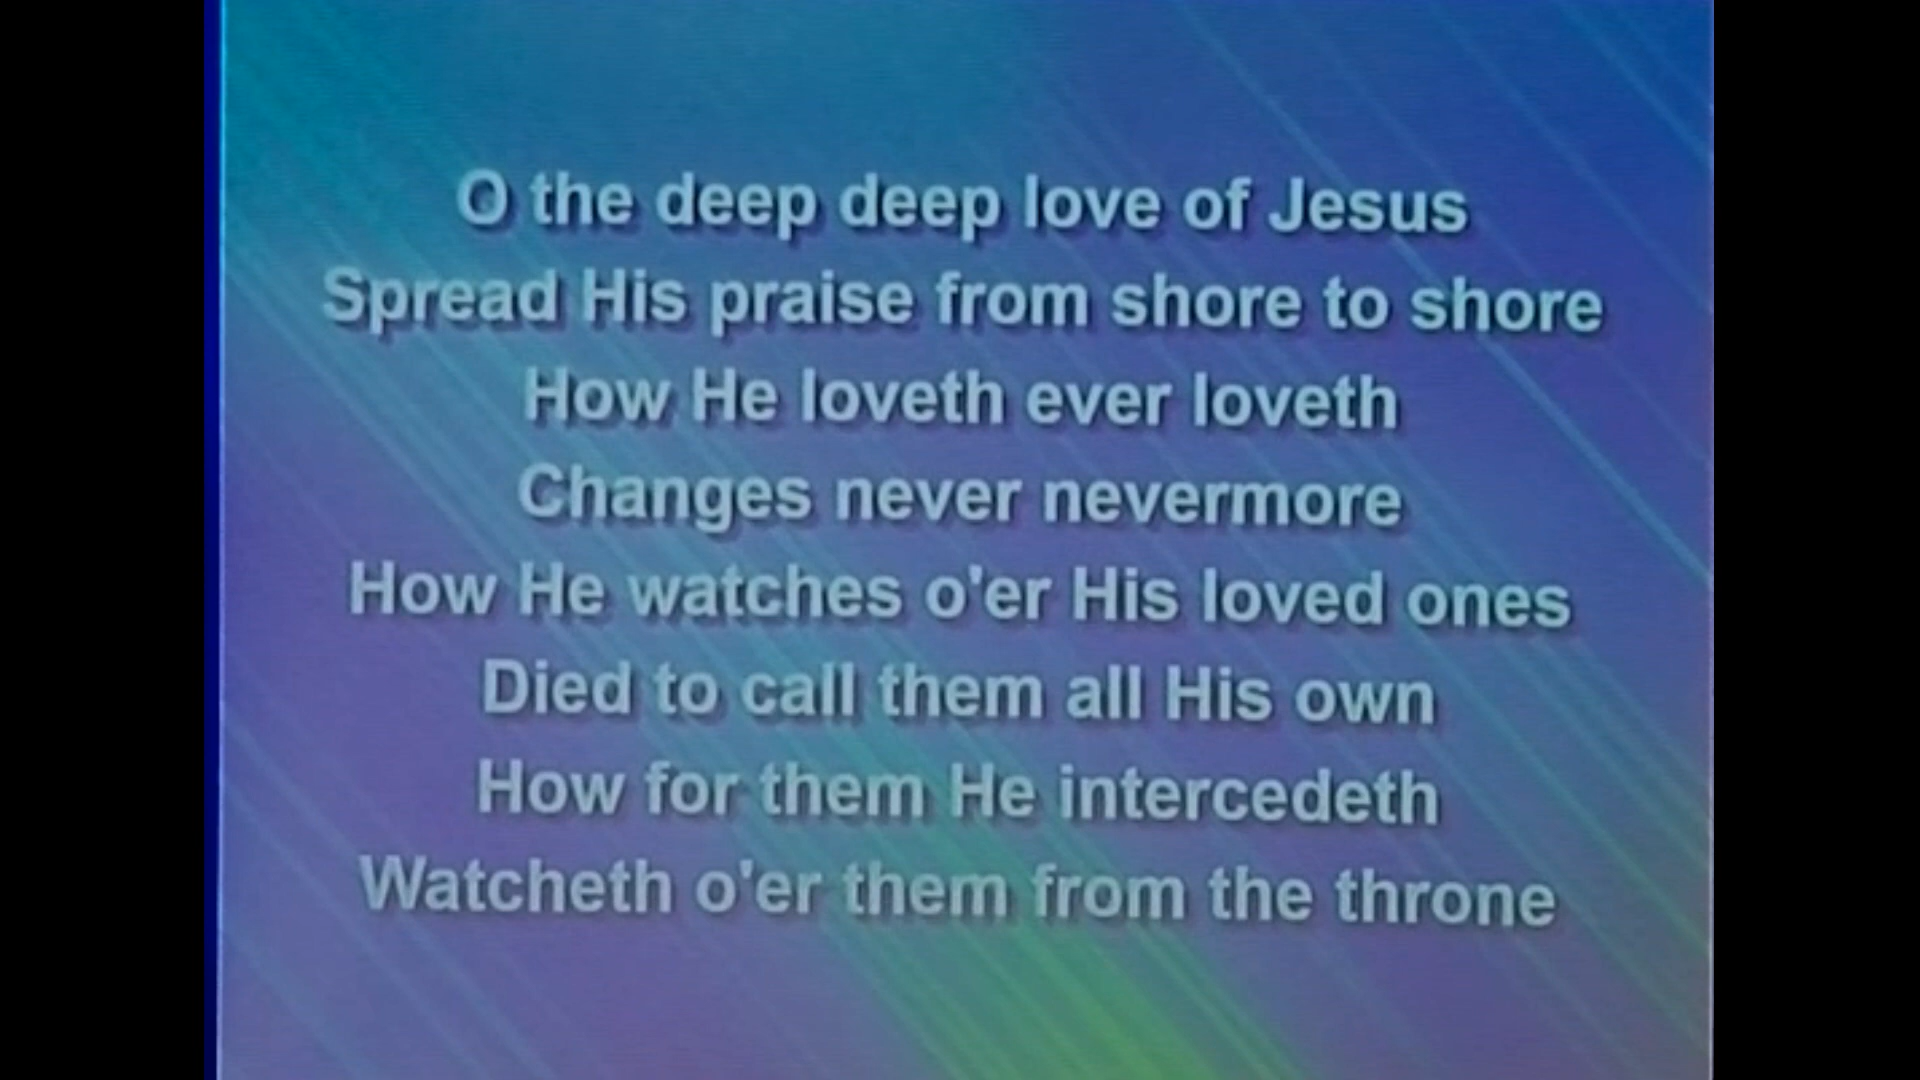 O the deep deep love of Jesus
Spread His praise from shore to shore
How He loveth ever loveth
Changes never nevermore
How He watches o'er His loved ones
Died to call them all His own
How for them He intercedeth
Watcheth o'er them from the throne